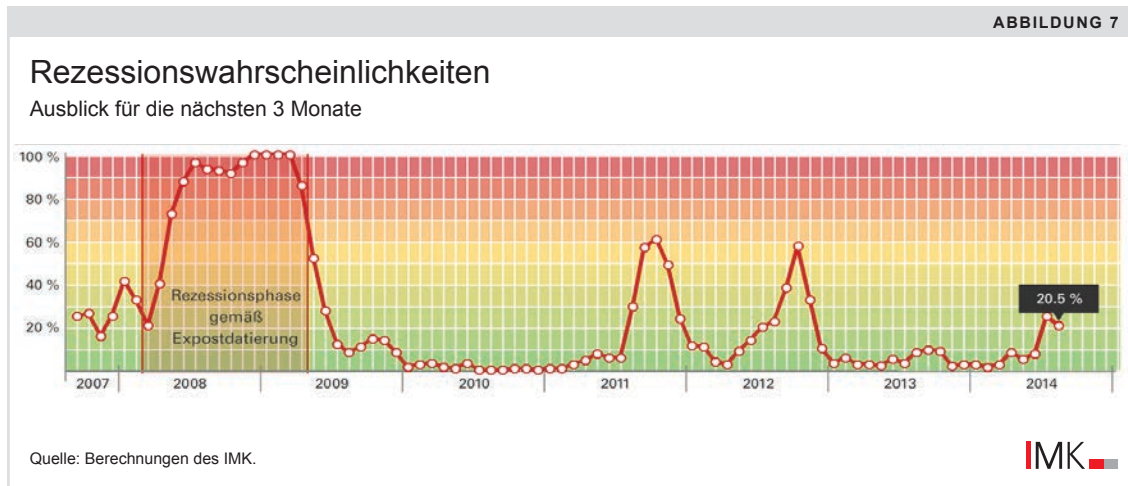 ABBILDUNG 7
Rezessionswahrscheinlichkeiten
Ausblick für die nächsten 3 Monate
100 %
80 %
60 %
40 %
20 %
Rezessionsphase
gemäß
Expostdatierung
20.5 %
2007 2008 2009 2010 2011 2012 2013 2014
Quelle: Berechnungen des IMK.
IMK